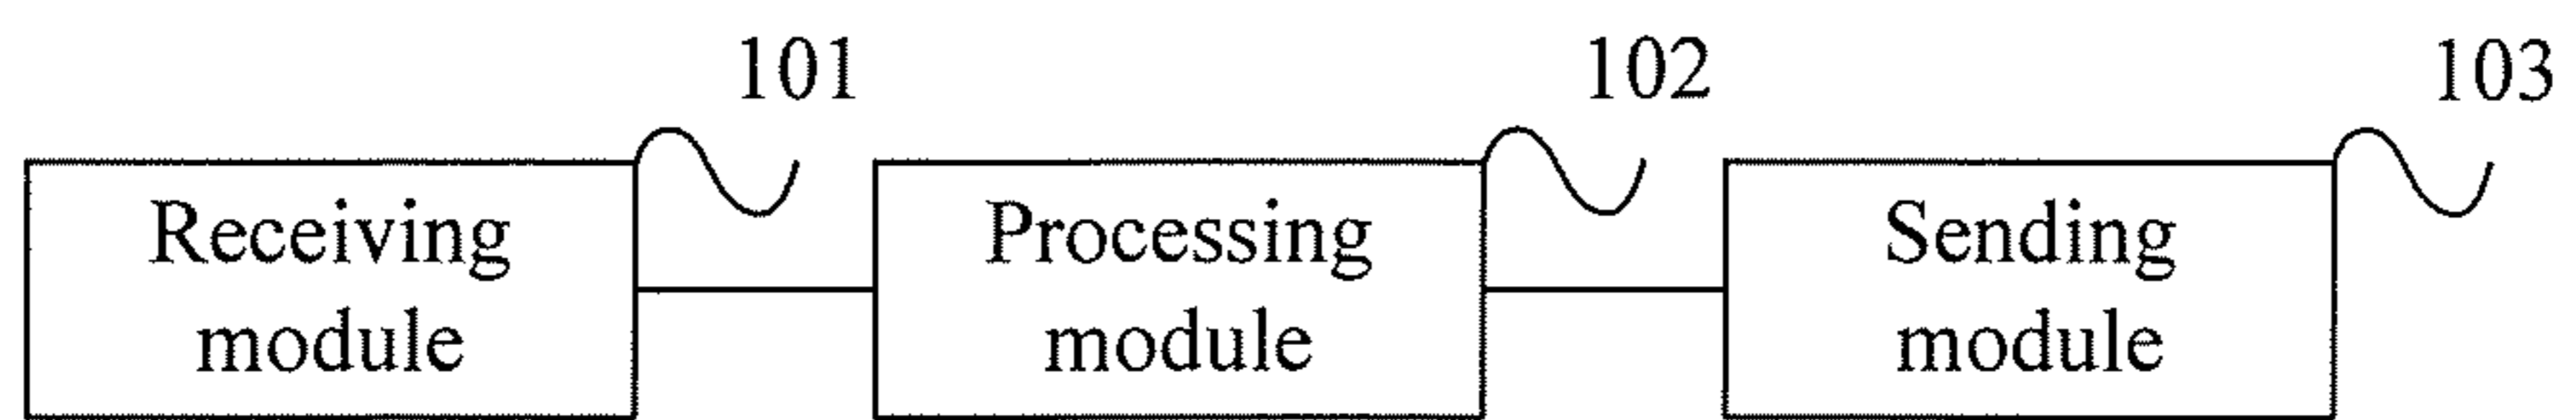 101
102
103
Receiving
module
Processing
module
Sending
module